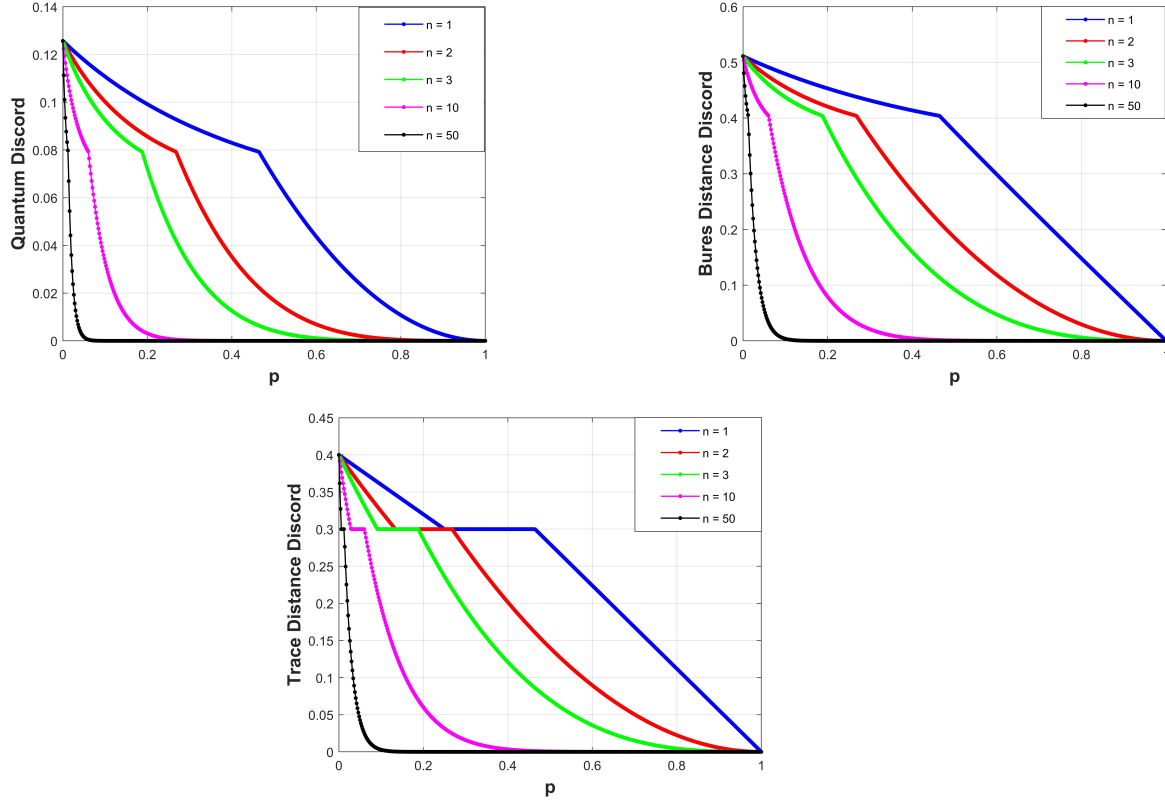 0.14
0.12
0.1
0.08
0.06
0.04
0.02
0
Quantum Discord
0 0.2 0.4 0.6 0.8 1
p
n = 1
n = 2
n = 3
n = 10
n = 50
0.6
0.5
0.4
0.3
0.2
0.1
0
Bures Distance Discord
0 0.2 0.4 0.6 0.8 1
p
n = 1
n = 2
n = 3
n = 10
n = 50
0.45
0.4
0.35
0.3
0.25
0.2
0.15
0.1
0.05
0
Trace Distance Discord
0 0.2 0.4 0.6 0.8 1
p
n = 1
n = 2
n = 3
n = 10
n = 50